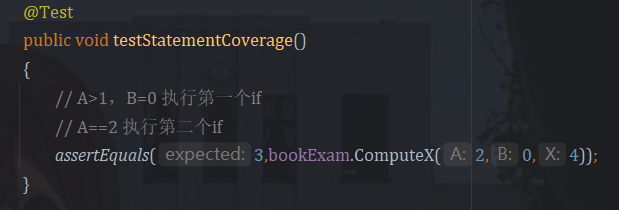 @Test
public void testStatementCoverage()
{
// A>1，B=0 执行第一个if
// A==2 执行第二个if
assertEquals( expected: 3,bookExam.ComputeX( A: 2, B: 0, X: 4));
}